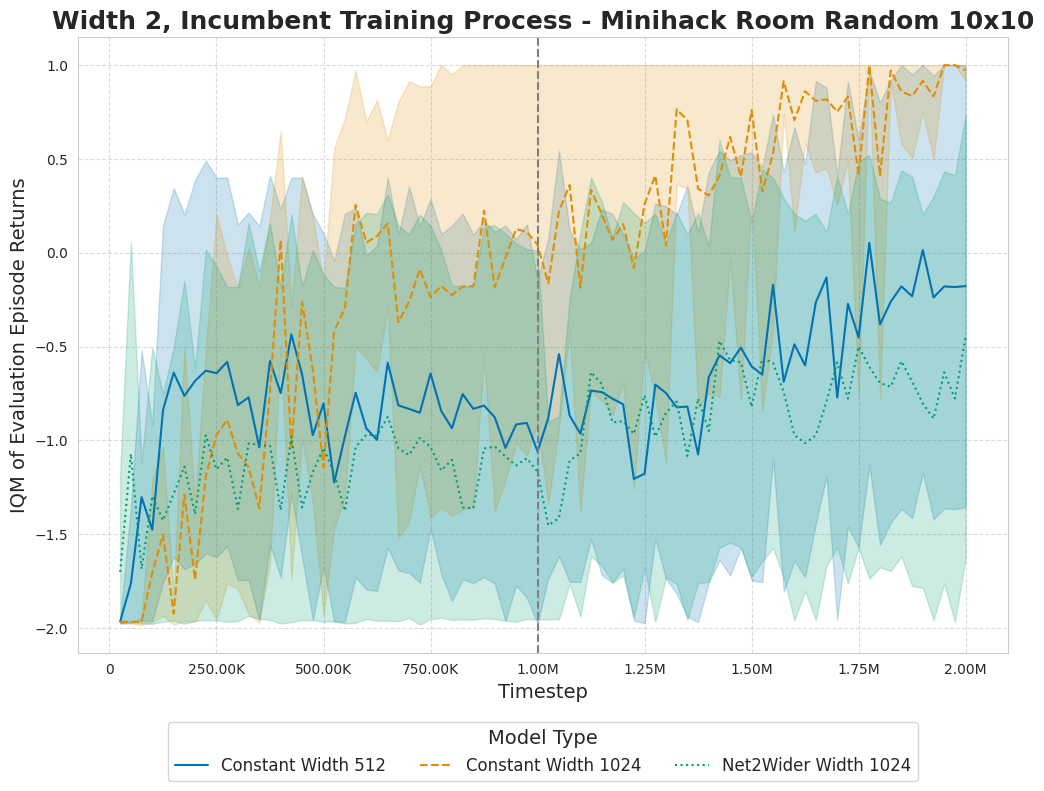 Width 2, Incumbent Training Process - Minihack Room Random 10x10
IQM of Evaluation Episode Returns
1.0
0.5
0.0
−0.5
−1.0
−1.5
−2.0
0 250.00K 500.00K 750.00K 1.00M 1.25M 1.50M 1.75M 2.00M
Timestep
Model Type
Constant Width 512 Constant Width 1024 Net2Wider Width 1024